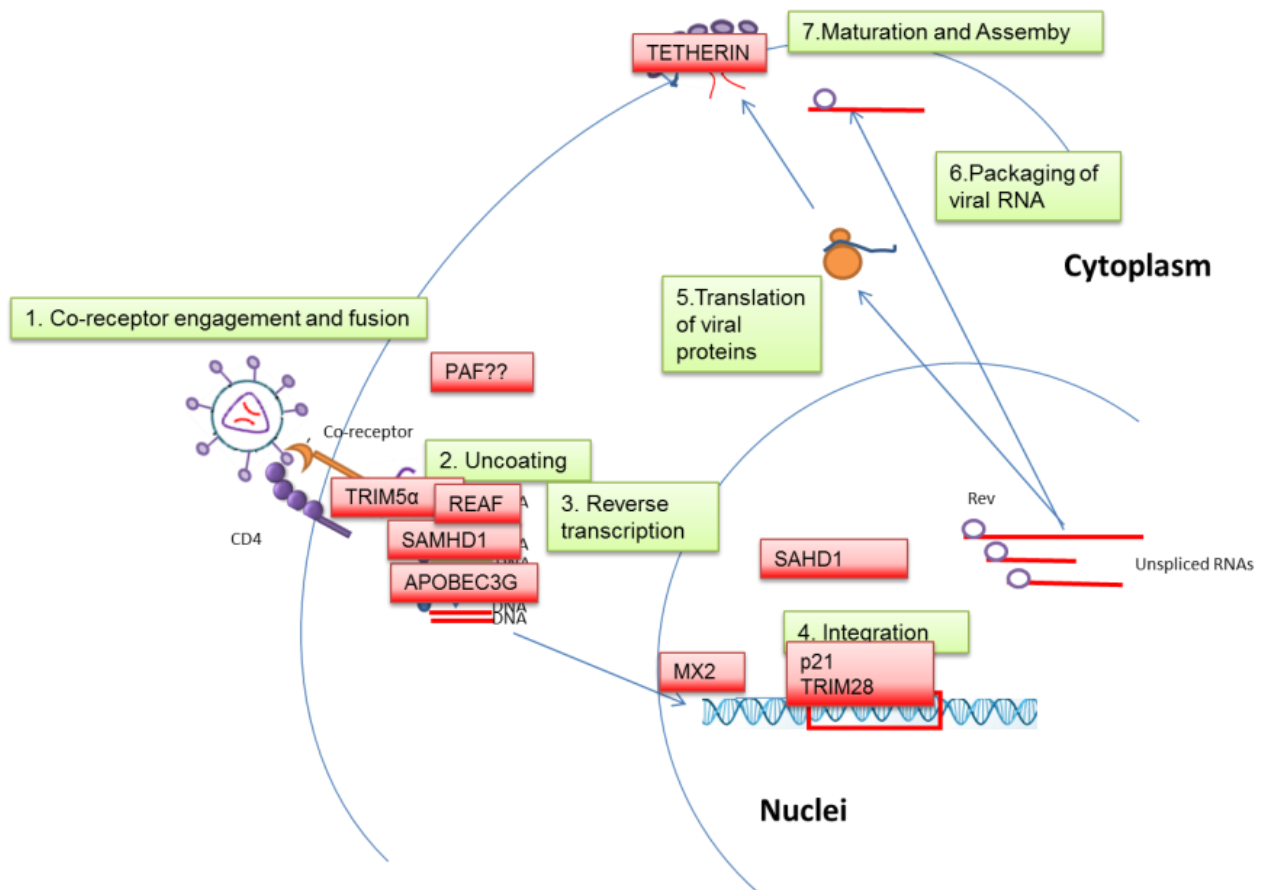 7.Maturation and Assemby
TETHERIN
6.Packaging of
viral RNA
Cytoplasm
5.Translation
of viral
proteins
1. Co-receptor engagement and fusion
PAF??
Co-receptor
2. Uncoating
TRIM5α
REAF
3. Reverse
transcription
CD4
SAMHD1
APOBEC3G
DNA
DNA
Rev
Unspliced RNAs
SAHD1
4. Integration
MX2
p21
TRIM28
Nuclei